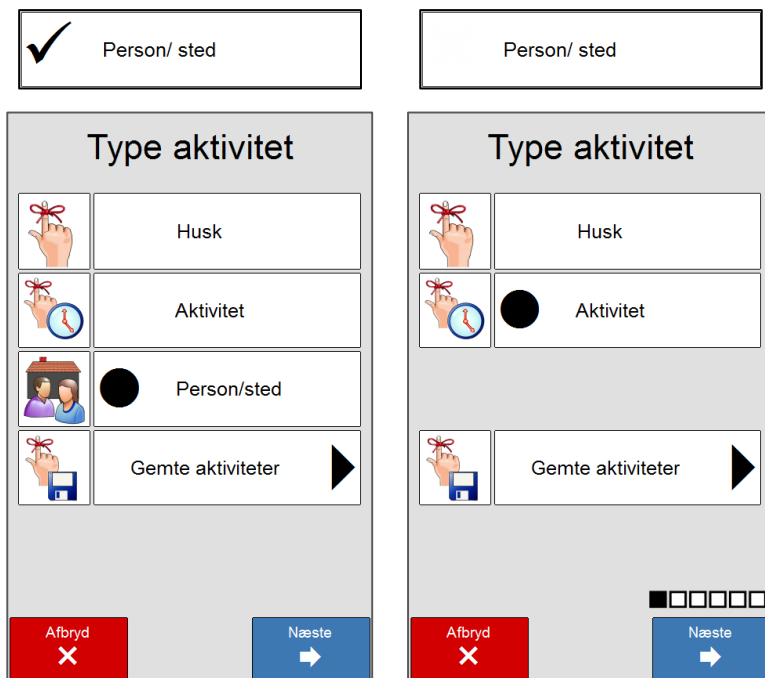 Person/ sted
Type aktivitet
Husk
Aktivitet
Person/sted
Gemte aktiviteter
Afbryd
Næste
Person/ sted
Type aktivitet
Husk
Aktivitet
Gemte aktiviteter
Afbryd
Næste